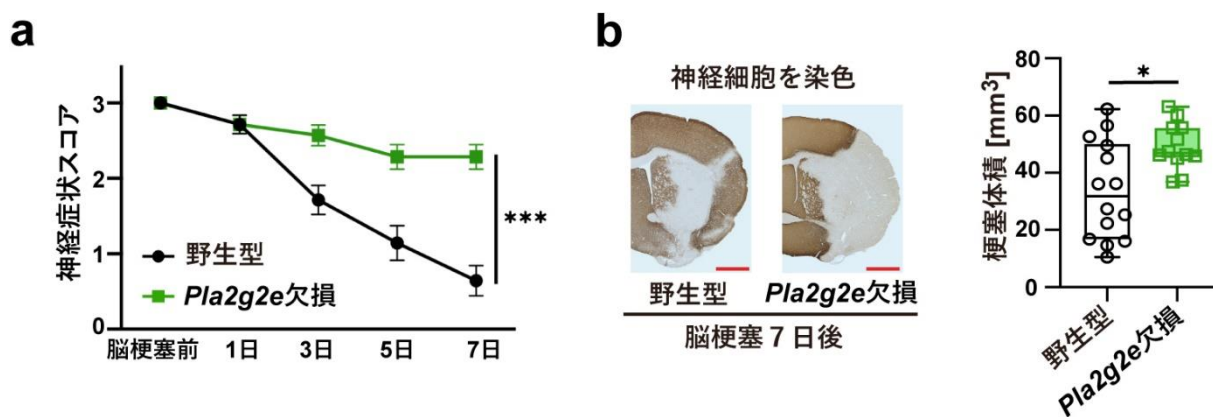 a
神経症状スコア
3
2
1
0
野生型
Pla2g2e欠損
***
脳梗塞前 1日 3日 5日 7日
b
神経細胞を染色
野生型 Pla2g2e欠損
脳梗塞7日後
梗塞体積 [mm³]
80
60
40
20
0
*
野生型
Pla2g2e欠損